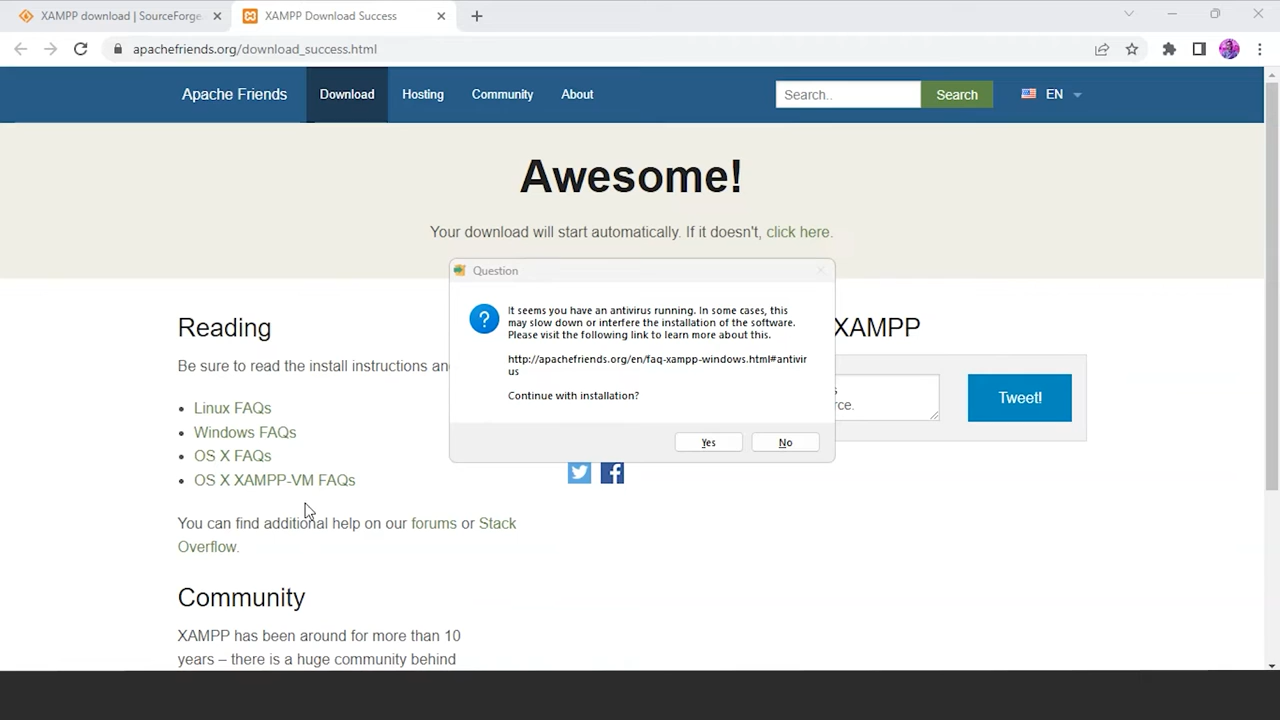 XAMPP download | SourceForge.
XAMPP Download Success
apachefriends.org/download_success.html
Apache Friends
Download
Hosting
Community
About
Search..
Search
EN
Awesome!
Your download will start automatically. If it doesn't, click here.
Question
It seems you have an antivirus running. In some cases, this
may slow down or interfere the installation of the software.
Please visit the following link to learn more about this.
http://apachefriends.org/en/faq-xampp-windows.html#antivir
us
Continue with installation?
Yes
No
Reading
Be sure to read the install instructions
Linux FAQs
Windows FAQs
OS X FAQs
OS X XAMPP-VM FAQs
You can find additional help on our forums or Stack
Overflow.
XAMPP
rce.
Tweet!
Community
XAMPP has been around for more than 10
years – there is a huge community behind